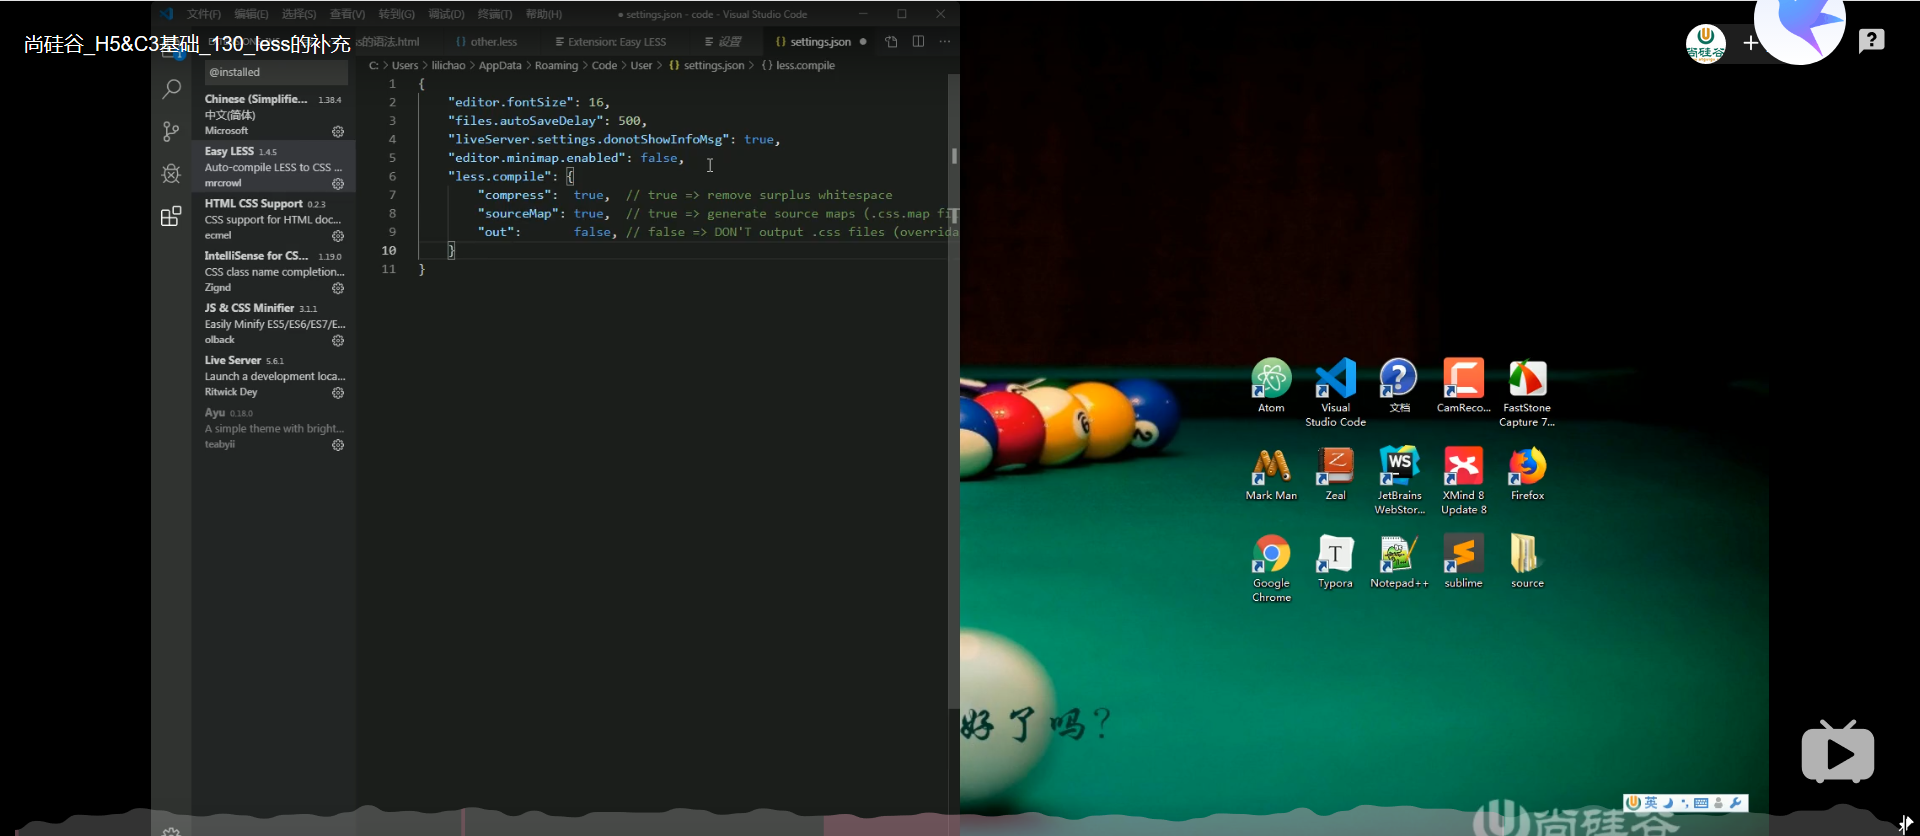 文件(F) 编辑(E) 选择(S) 查看(V) 转到(G) 调试(D) 终端(T) 帮助(H)
● settings.json - code - Visual Studio Code
尚硅谷_H5&C3基础_130_less的补充
的语法.html
{} other.less
Extension: Easy LESS
设置
{} settings.json ●
C: > Users > lilichao > AppData > Roaming > Code > User > {} settings.json > {} less.compile
@installed
Chinese (Simplifie... 1.38.4
中文(简体)
Microsoft
Easy LESS 1.4.5
Auto-compile LESS to CSS ...
mrcrowl
HTML CSS Support 0.2.3
CSS support for HTML doc...
ecmel
IntelliSense for CS... 1.19.0
CSS class name completion...
Zignd
JS & CSS Minifier 3.1.1
Easily Minify ES5/ES6/ES7/E...
olback
Live Server 5.6.1
Launch a development loca...
Ritwick Dey
Ayu 0.18.0
A simple theme with bright...
teabyii
1 {
2 "editor.fontSize": 16,
3 "files.autoSaveDelay": 500,
4 "liveServer.settings.donotShowInfoMsg": true,
5 "editor.minimap.enabled": false,
6 "less.compile": {
7 "compress": true, // true => remove surplus whitespace
8 "sourceMap": true, // true => generate source maps (.css.map fi
9 "out": false, // false => DON'T output .css files (overrida
10 }
11 }
Atom
Visual
Studio Code
文档
CamReco...
FastStone
Capture 7...
Mark Man
Zeal
WS
JetBrains
WebStor...
XMind 8
Update 8
Firefox
Google
Chrome
T
Typora
Notepad++
sublime
source
好了吗?
英
尚硅谷
尚硅谷